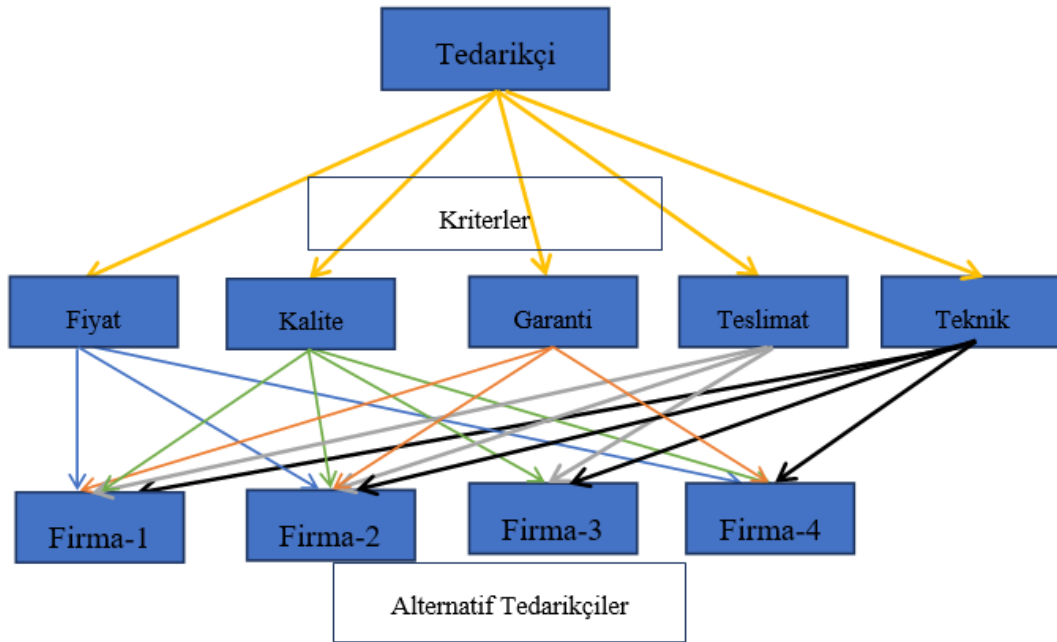 Tedarikçi
Kriterler
Fiyat
Kalite
Garanti
Teslimat
Teknik
Firma-1
Firma-2
Firma-3
Firma-4
Alternatif Tedarikçiler